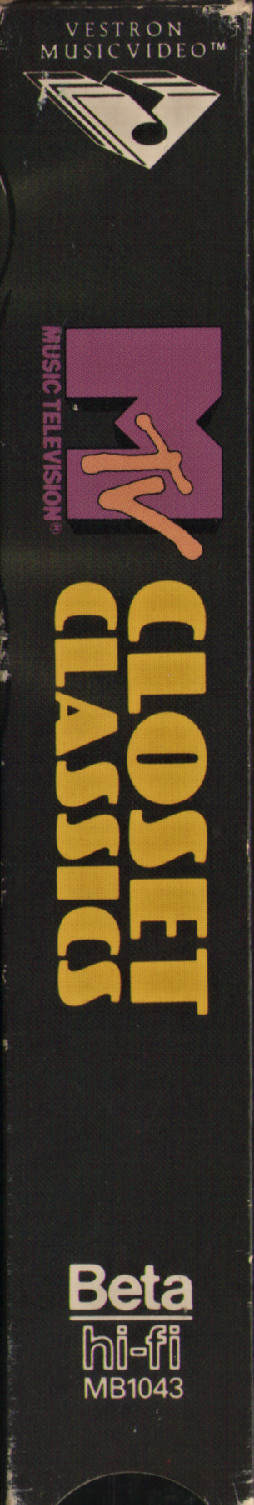 VESTRON
MUSICVIDEO™
MTV
MUSIC TELEVISION®
CLOSET
CLASSICS
Beta
hi-fi
MB1043